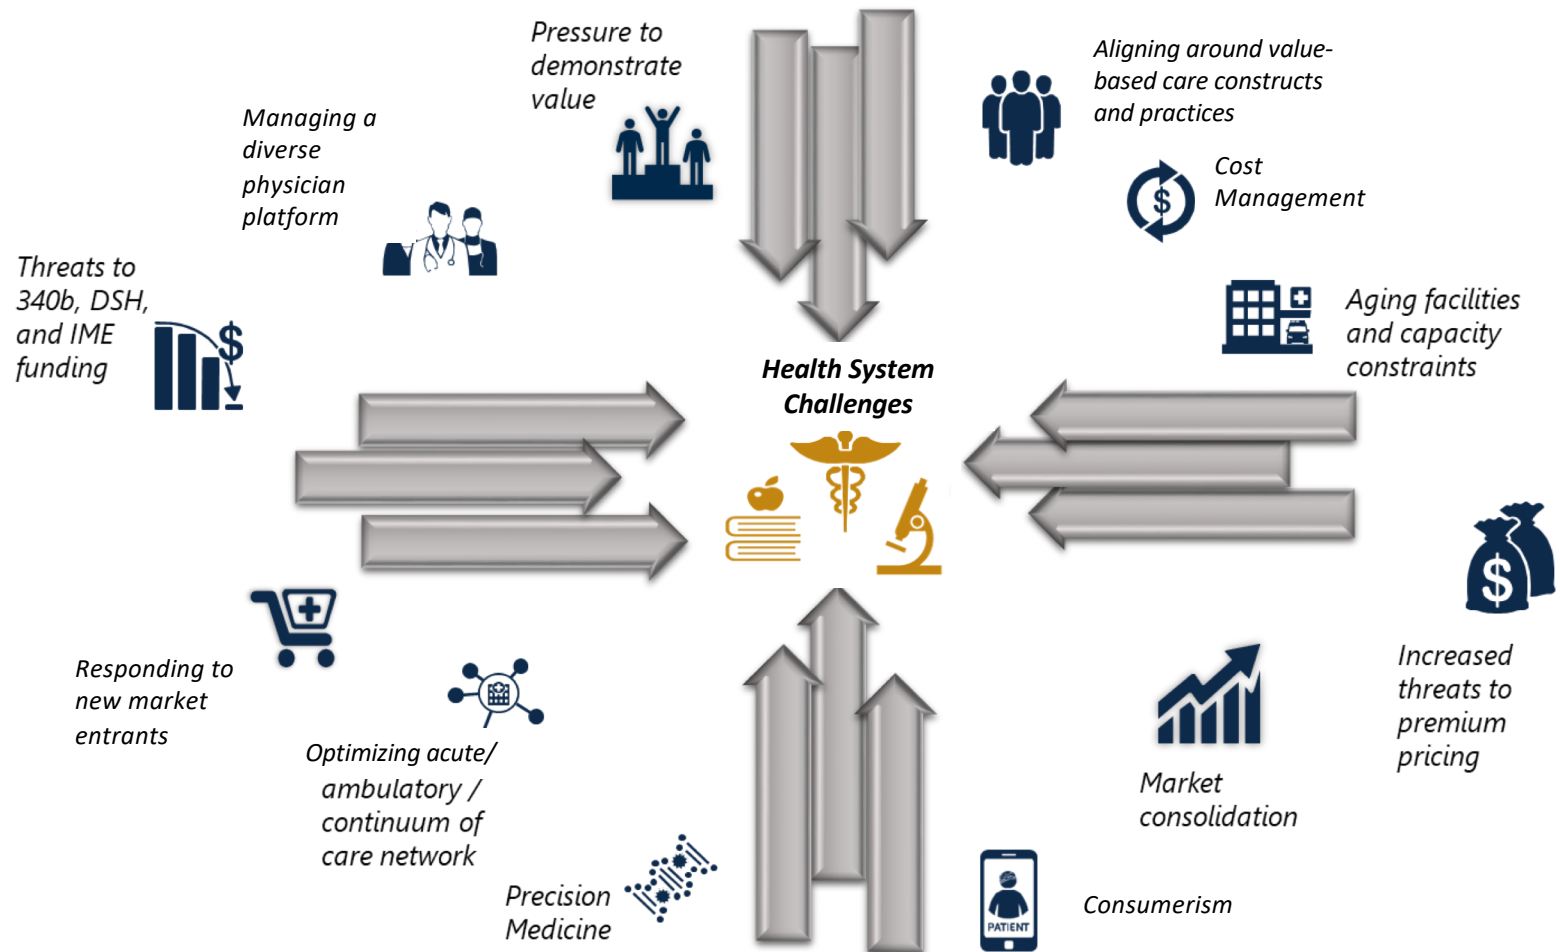 Pressure to
demonstrate
value
Aligning around value-
based care constructs
and practices
Managing a
diverse
physician
platform
Cost
Management
$
Threats to
340b, DSH,
and IME
funding
$
Aging facilities
and capacity
constraints
Health System
Challenges
$
Responding to
new market
entrants
Increased
threats to
premium
pricing
Optimizing acute/
ambulatory /
continuum of
care network
Market
consolidation
Precision
Medicine
PATIENT
Consumerism